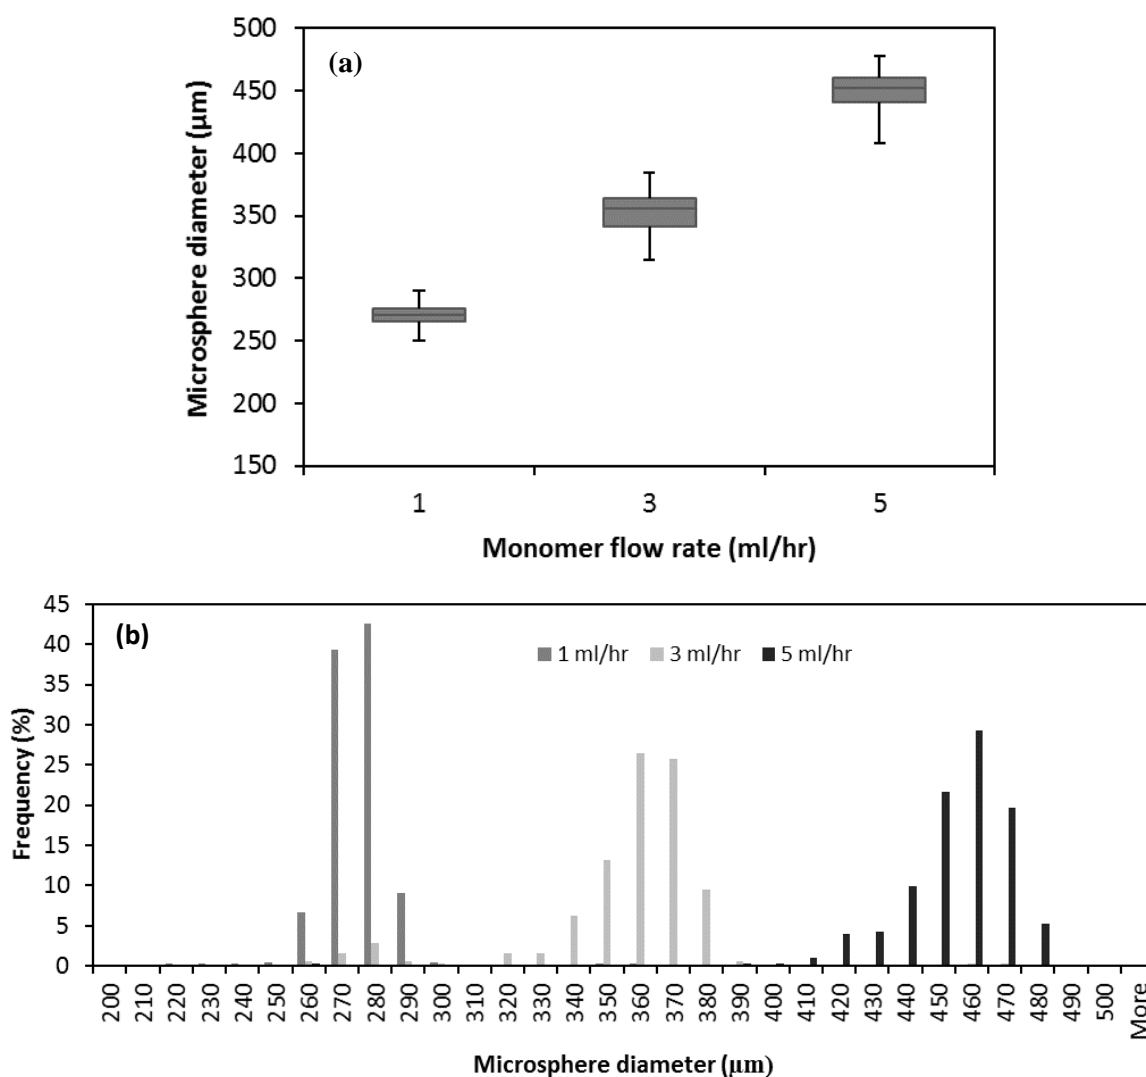 (a)
Microsphere diameter (µm)
500
450
400
350
300
250
200
150
1 3 5
Monomer flow rate (ml/hr)
(b)
1 ml/hr 3 ml/hr 5 ml/hr
Frequency (%)
45
40
35
30
25
20
15
10
5
0
200 210 220 230 240 250 260 270 280 290 300 310 320 330 340 350 360 370 380 390 400 410 420 430 440 450 460 470 480 490 500 More
Microsphere diameter (µm)